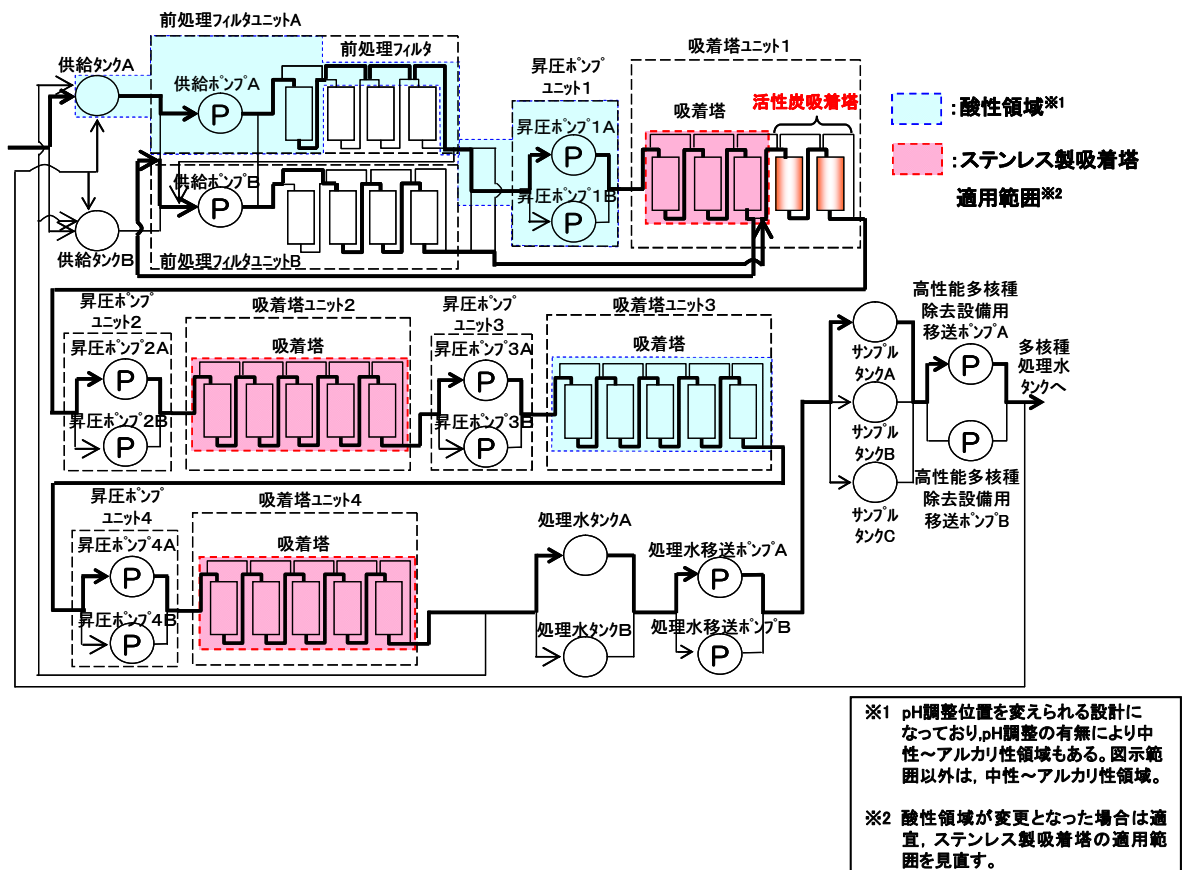 前処理フィルタユニットA
前処理フィルタ
供給タンクA
供給ポンプA
P
供給ポンプB
P
供給タンクB
前処理フィルタユニットB
昇圧ポンプ
ユニット1
昇圧ポンプ1A
P
昇圧ポンプ1B
P
吸着塔ユニット1
吸着塔
活性炭吸着塔
:酸性領域※1
:ステンレス製吸着塔
適用範囲※2
昇圧ポンプ
ユニット2
昇圧ポンプ2A
P
昇圧ポンプ2B
P
吸着塔ユニット2
吸着塔
昇圧ポンプ
ユニット3
昇圧ポンプ3A
P
昇圧ポンプ3B
P
吸着塔ユニット3
吸着塔
サンプル
タンクA
サンプル
タンクB
サンプル
タンクC
高性能多核種
除去設備用
移送ポンプA
P
P
高性能多核種
除去設備用
移送ポンプB
多核種
処理水
タンクへ
昇圧ポンプ
ユニット4
昇圧ポンプ4A
P
昇圧ポンプ4B
P
吸着塔ユニット4
吸着塔
処理水タンクA
処理水タンクB
処理水移送ポンプA
P
処理水移送ポンプB
P
※1 pH調整位置を変えられる設計に
なっており,pH調整の有無により中
性~アルカリ性領域もある。図示範
囲以外は, 中性~アルカリ性領域。
※2 酸性領域が変更となった場合は適
宜, ステンレス製吸着塔の適用範
囲を見直す。